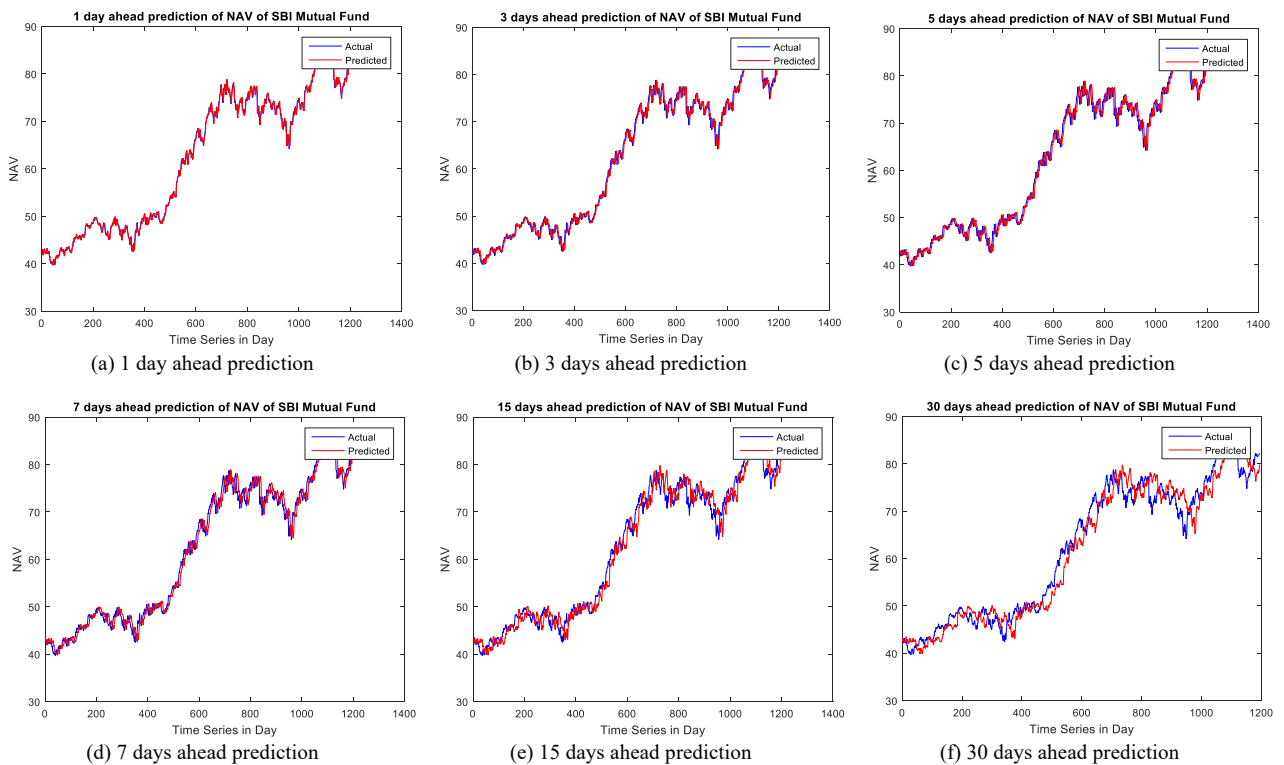 1 day ahead prediction of NAV of SBI Mutual Fund
90
80
70
60
50
40
30
NAV
Actual
Predicted
0 200 400 600 800 1000 1200 1400
Time Series in Day
(a) 1 day ahead prediction
3 days ahead prediction of NAV of SBI Mutual Fund
90
80
70
60
50
40
30
NAV
Actual
Predicted
0 200 400 600 800 1000 1200 1400
Time Series in Day
(b) 3 days ahead prediction
5 days ahead prediction of NAV of SBI Mutual Fund
90
80
70
60
50
40
30
NAV
Actual
Predicted
0 200 400 600 800 1000 1200 1400
Time Series in Day
(c) 5 days ahead prediction
7 days ahead prediction of NAV of SBI Mutual Fund
90
80
70
60
50
40
30
NAV
Actual
Predicted
0 200 400 600 800 1000 1200 1400
Time Series in Day
(d) 7 days ahead prediction
15 days ahead prediction of NAV of SBI Mutual Fund
90
80
70
60
50
40
30
NAV
Actual
Predicted
0 200 400 600 800 1000 1200 1400
Time Series in Day
(e) 15 days ahead prediction
30 days ahead prediction of NAV of SBI Mutual Fund
90
80
70
60
50
40
30
NAV
Actual
Predicted
0 200 400 600 800 1000 1200
Time Series in Day
(f) 30 days ahead prediction